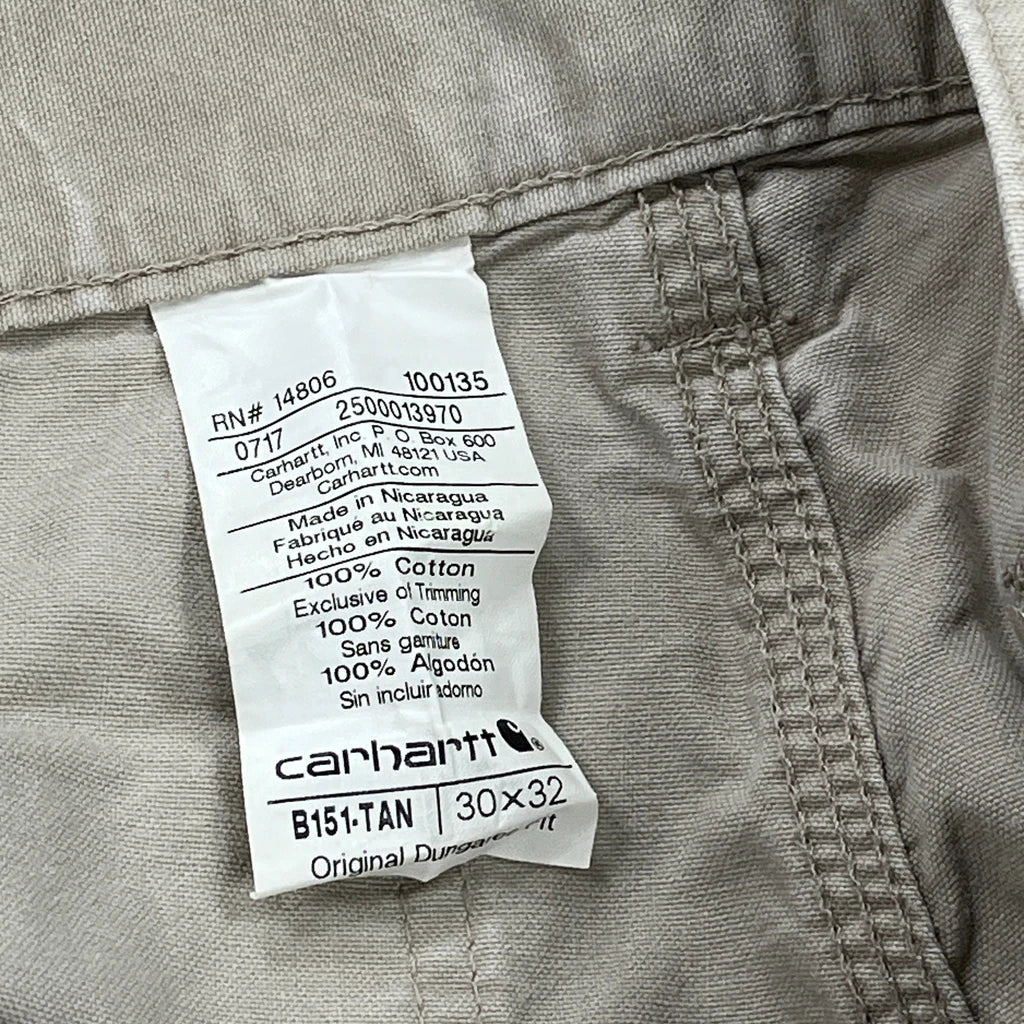 RN# 14806 100135
0717 2500013970
Carhartt, Inc. P.O. Box 600
Dearborn, MI 48121 USA
Carhartt.com
Made in Nicaragua
Fabriqué au Nicaragua
Hecho en Nicaragua
100% Cotton
Exclusive of Trimming
100% Coton
Sans garniture
100% Algodón
Sin incluir adorno
carhartt ®
B151-TAN 30×32
Original Dungaree Fit